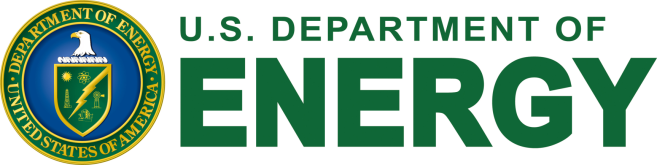 DEPARTMENT OF ENERGY
UNITED STATES OF AMERICA
U.S. DEPARTMENT OF
ENERGY